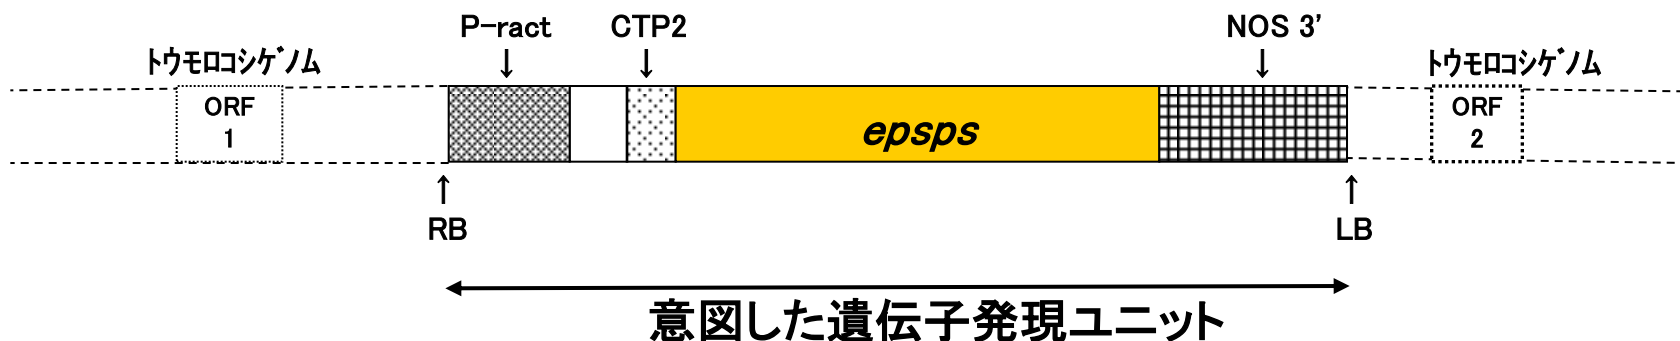 P-ract
CTP2
NOS 3'
トウモロコシゲノム
トウモロコシゲノム
ORF
1
epsps
ORF
2
RB
LB
意図した遺伝子発現ユニット